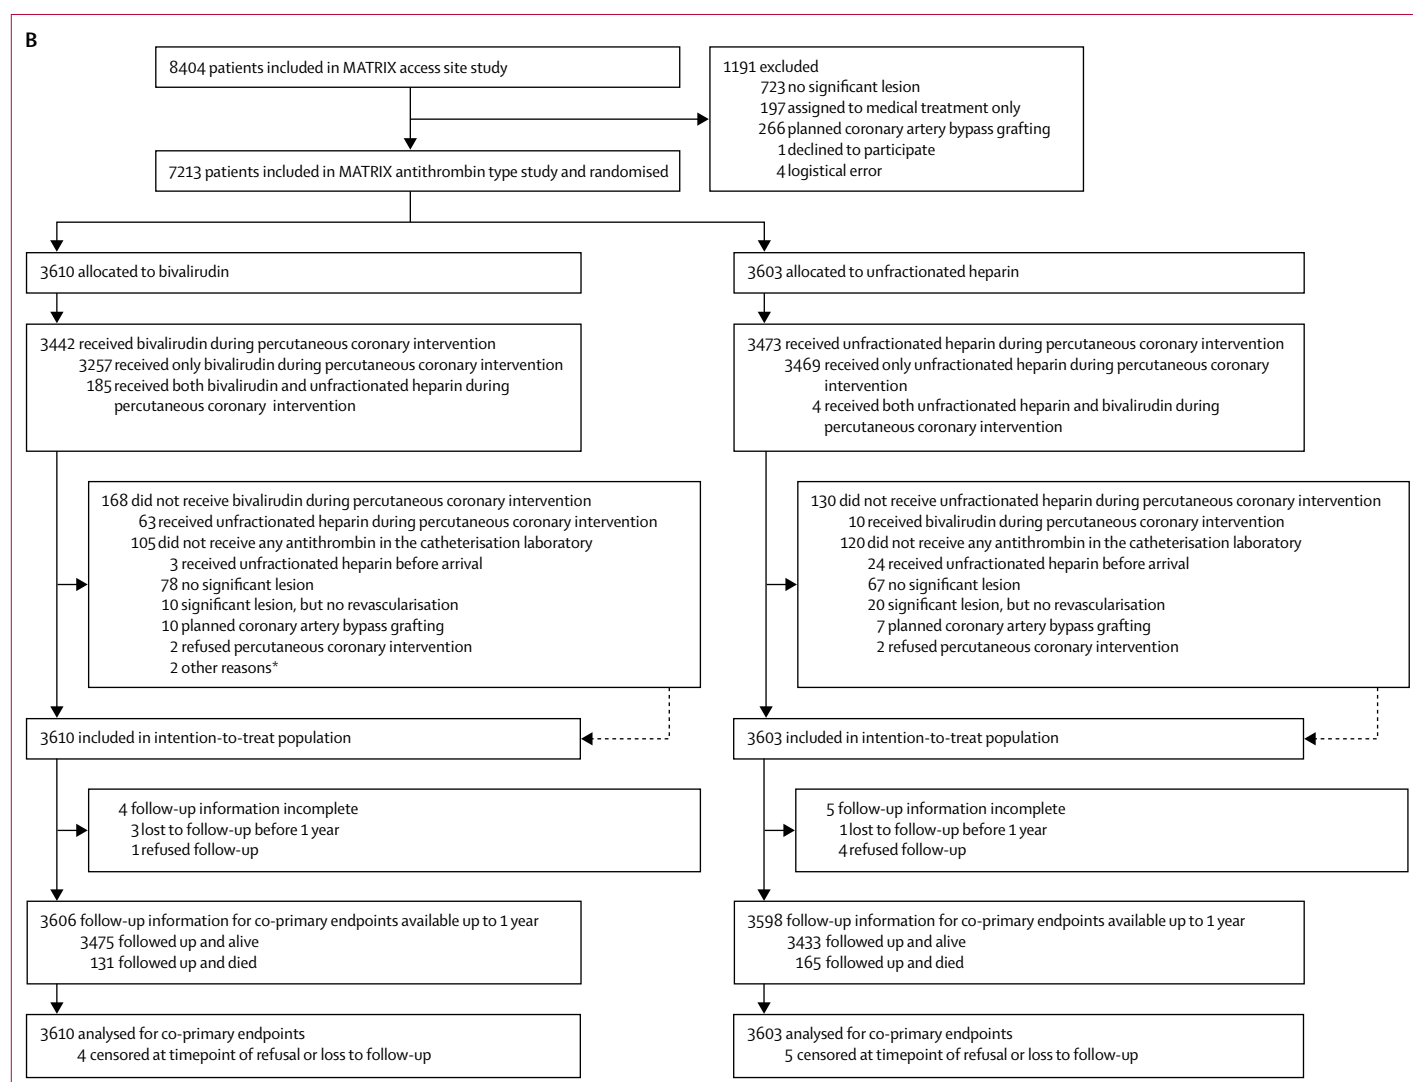 B
8404 patients included in MATRIX access site study
1191 excluded
723 no significant lesion
197 assigned to medical treatment only
266 planned coronary artery bypass grafting
1 declined to participate
4 logistical error
7213 patients included in MATRIX antithrombin type study and randomised
3610 allocated to bivalirudin
3603 allocated to unfractionated heparin
3442 received bivalirudin during percutaneous coronary intervention
3257 received only bivalirudin during percutaneous coronary intervention
185 received both bivalirudin and unfractionated heparin during
percutaneous coronary intervention
3473 received unfractionated heparin during percutaneous coronary intervention
3469 received only unfractionated heparin during percutaneous coronary
intervention
4 received both unfractionated heparin and bivalirudin during
percutaneous coronary intervention
168 did not receive bivalirudin during percutaneous coronary intervention
63 received unfractionated heparin during percutaneous coronary intervention
105 did not receive any antithrombin in the catheterisation laboratory
3 received unfractionated heparin before arrival
78 no significant lesion
10 significant lesion, but no revascularisation
10 planned coronary artery bypass grafting
2 refused percutaneous coronary intervention
2 other reasons*
130 did not receive unfractionated heparin during percutaneous coronary intervention
10 received bivalirudin during percutaneous coronary intervention
120 did not receive any antithrombin in the catheterisation laboratory
24 received unfractionated heparin before arrival
67 no significant lesion
20 significant lesion, but no revascularisation
7 planned coronary artery bypass grafting
2 refused percutaneous coronary intervention
3610 included in intention-to-treat population
3603 included in intention-to-treat population
4 follow-up information incomplete
3 lost to follow-up before 1 year
1 refused follow-up
5 follow-up information incomplete
1 lost to follow-up before 1 year
4 refused follow-up
3606 follow-up information for co-primary endpoints available up to 1 year
3475 followed up and alive
131 followed up and died
3598 follow-up information for co-primary endpoints available up to 1 year
3433 followed up and alive
165 followed up and died
3610 analysed for co-primary endpoints
4 censored at timepoint of refusal or loss to follow-up
3603 analysed for co-primary endpoints
5 censored at timepoint of refusal or loss to follow-up